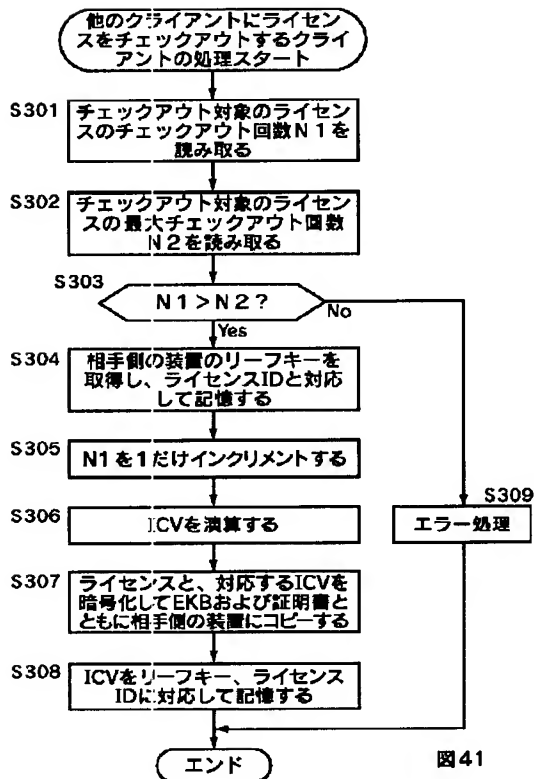 他のクライアントにライセン
スをチェックアウトするクライ
アントの処理スタート
S301
チェックアウト対象のライセン
スのチェックアウト回数N1を
読み取る
S302
チェックアウト対象のライセン
スの最大チェックアウト回数
N2を読み取る
S303
N1>N2?
No
Yes
S304
相手側の装置のリーフキーを
取得し、ライセンスIDと対応
して記憶する
S305
N1を1だけインクリメントする
S309
エラー処理
S306
ICVを演算する
S307
ライセンスと、対応するICVを
暗号化してEKBおよび証明書と
ともに相手側の装置にコピーする
S308
ICVをリーフキー、ライセンス
IDに対応して記憶する
エンド
図41